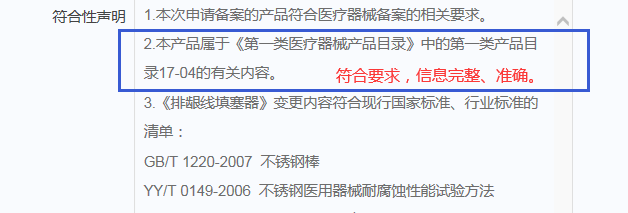 符合性声明
1.本次申请备案的产品符合医疗器械备案的相关要求。
2.本产品属于《第一类医疗器械产品目录》中的第一类产品目
录17-04的有关内容。
符合要求，信息完整、准确。
3.《排龈线填塞器》变更内容符合现行国家标准、行业标准的
清单：
GB/T 1220-2007 不锈钢棒
YY/T 0149-2006 不锈钢医用器械耐腐蚀性能试验方法